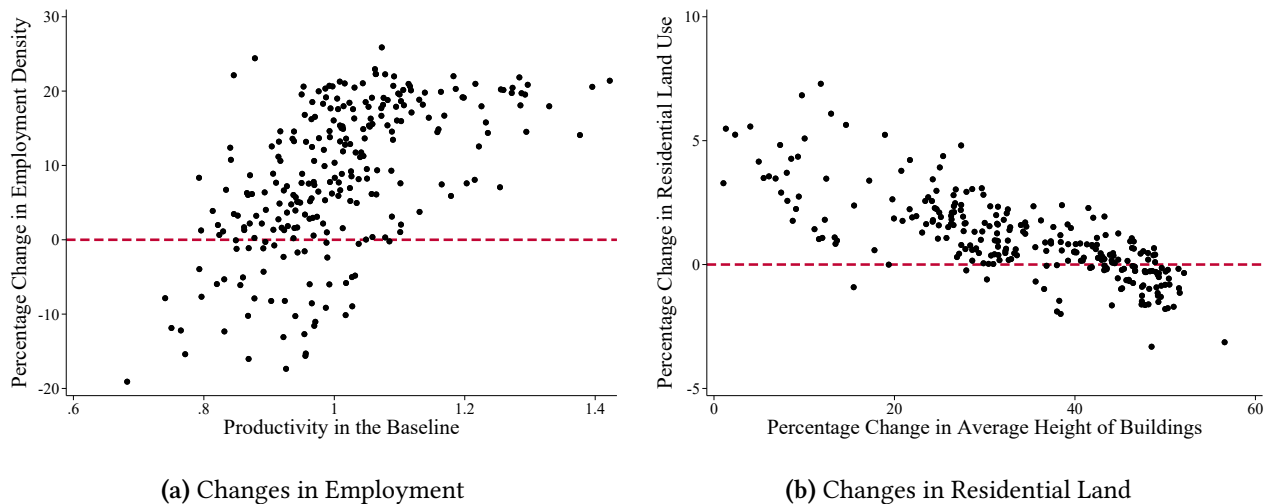 Percentage Change in Employment Density
30
20
10
0
-10
-20
.6 .8 1 1.2 1.4
Productivity in the Baseline
(a) Changes in Employment
Percentage Change in Residential Land Use
10
5
0
-5
0 20 40 60
Percentage Change in Average Height of Buildings
(b) Changes in Residential Land